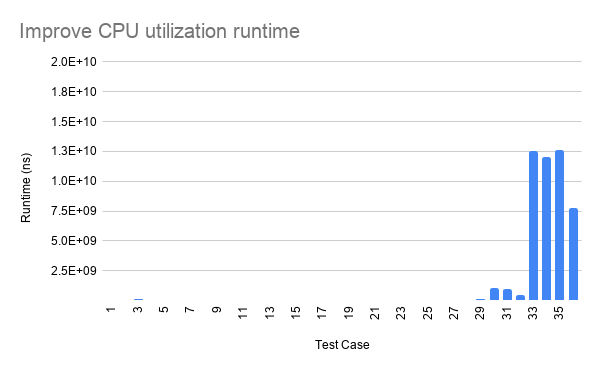 Improve CPU utilization runtime
2.0E+10
1.8E+10
1.5E+10
1.3E+10
1.0E+10
7.5E+09
5.0E+09
2.5E+09
Runtime (ns)
1 3 5 7 9 11 13 15 17 19 21 23 25 27 29 31 33 35
Test Case